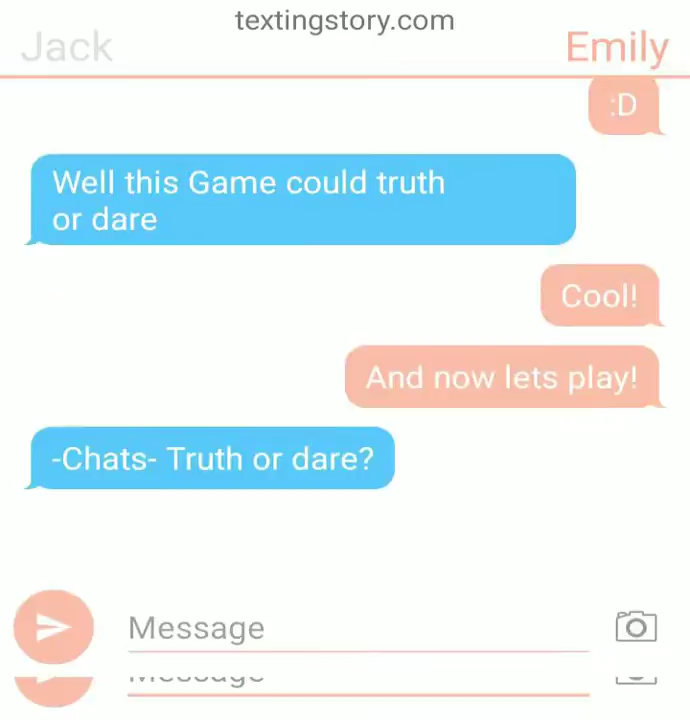 textingstory.com
Jack
Emily
:D
Well this Game could truth
or dare
Cool!
And now lets play!
-Chats- Truth or dare?
Message